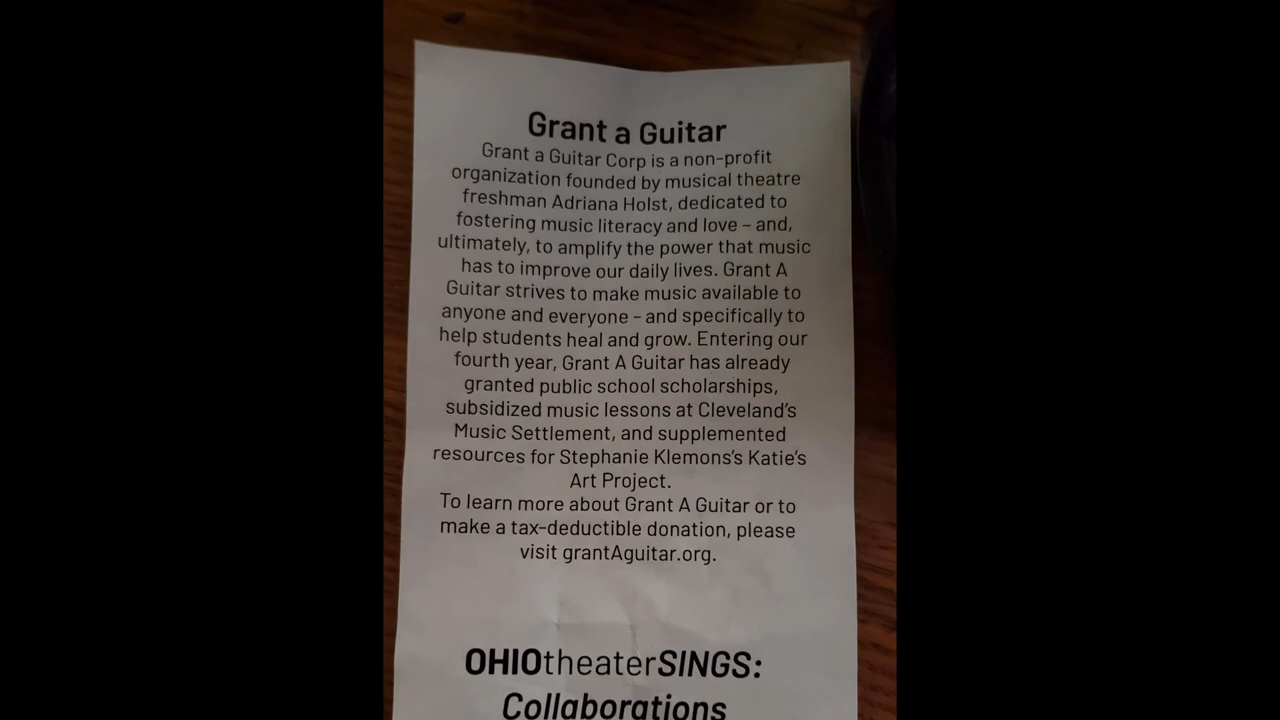 Grant a Guitar
Grant a Guitar Corp is a non-profit
organization founded by musical theatre
freshman Adriana Holst, dedicated to
fostering music literacy and love – and,
ultimately, to amplify the power that music
has to improve our daily lives. Grant A
Guitar strives to make music available to
anyone and everyone – and specifically to
help students heal and grow. Entering our
fourth year, Grant A Guitar has already
granted public school scholarships,
subsidized music lessons at Cleveland's
Music Settlement, and supplemented
resources for Stephanie Klemons's Katie's
Art Project.
To learn more about Grant A Guitar or to
make a tax-deductible donation, please
visit grantAguitar.org.
OHIOtheaterSINGS:
Collaborations